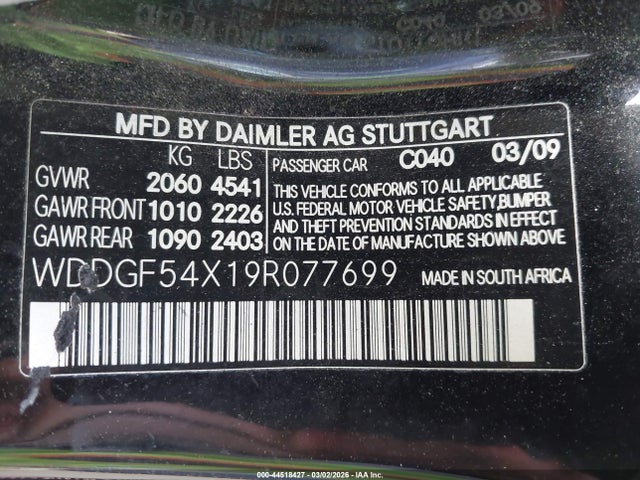 C040 03/08
MFD BY DAIMLER AG STUTTGART
KG LBS
GVWR 2060 4541
GAWR FRONT 1010 2226
GAWR REAR 1090 2403
PASSENGER CAR C040 03/09
THIS VEHICLE CONFORMS TO ALL APPLICABLE
U.S. FEDERAL MOTOR VEHICLE SAFETY,BUMPER
AND THEFT PREVENTION STANDARDS IN EFFECT
ON THE DATE OF MANUFACTURE SHOWN ABOVE
WDDGF54X19R077699 MADE IN SOUTH AFRICA
000-44518427 - 03/02/2026 - IAA Inc.